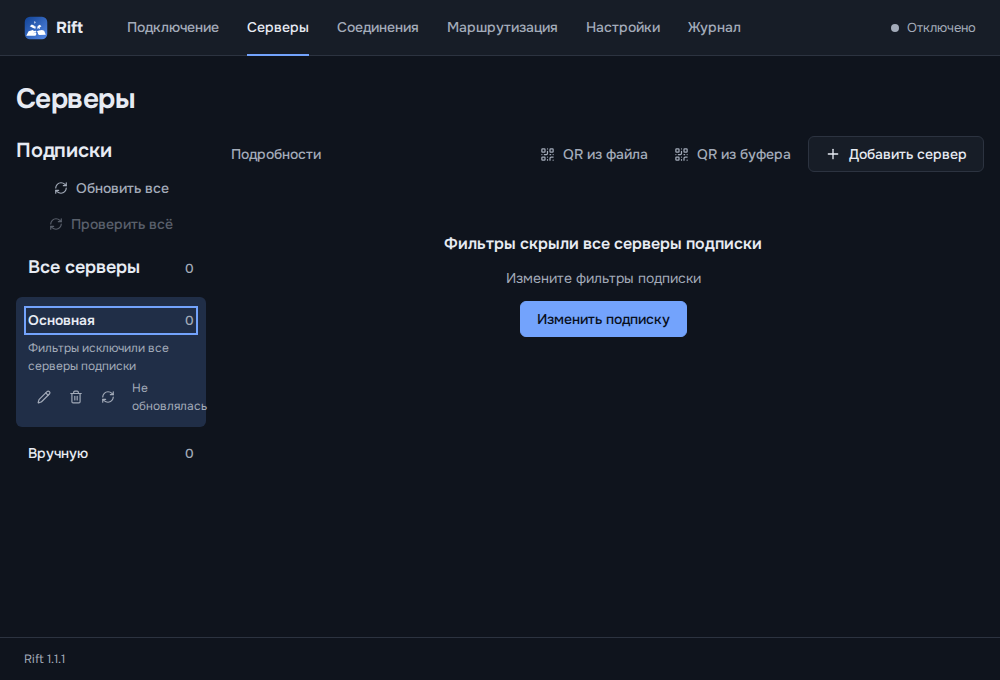 Rift
Подключение
Серверы
Соединения
Маршрутизация
Настройки
Журнал
Отключено
Серверы
Подписки
Обновить все
Проверить всё
Все серверы 0
Основная 0
Фильтры исключили все
серверы подписки
Не
обновлялась
Вручную 0
Подробности
QR из файла
QR из буфера
Добавить сервер
Фильтры скрыли все серверы подписки
Измените фильтры подписки
Изменить подписку
Rift 1.1.1